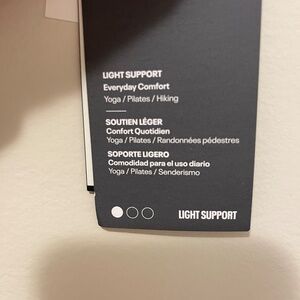 LIGHT SUPPORT
Everyday Comfort
Yoga / Pilates / Hiking
SOUTIEN LÉGER
Confort Quotidien
Yoga / Pilates / Randonnées pédestres
SOPORTE LIGERO
Comodidad para el uso diario
Yoga / Pilates / Senderismo
LIGHT SUPPORT